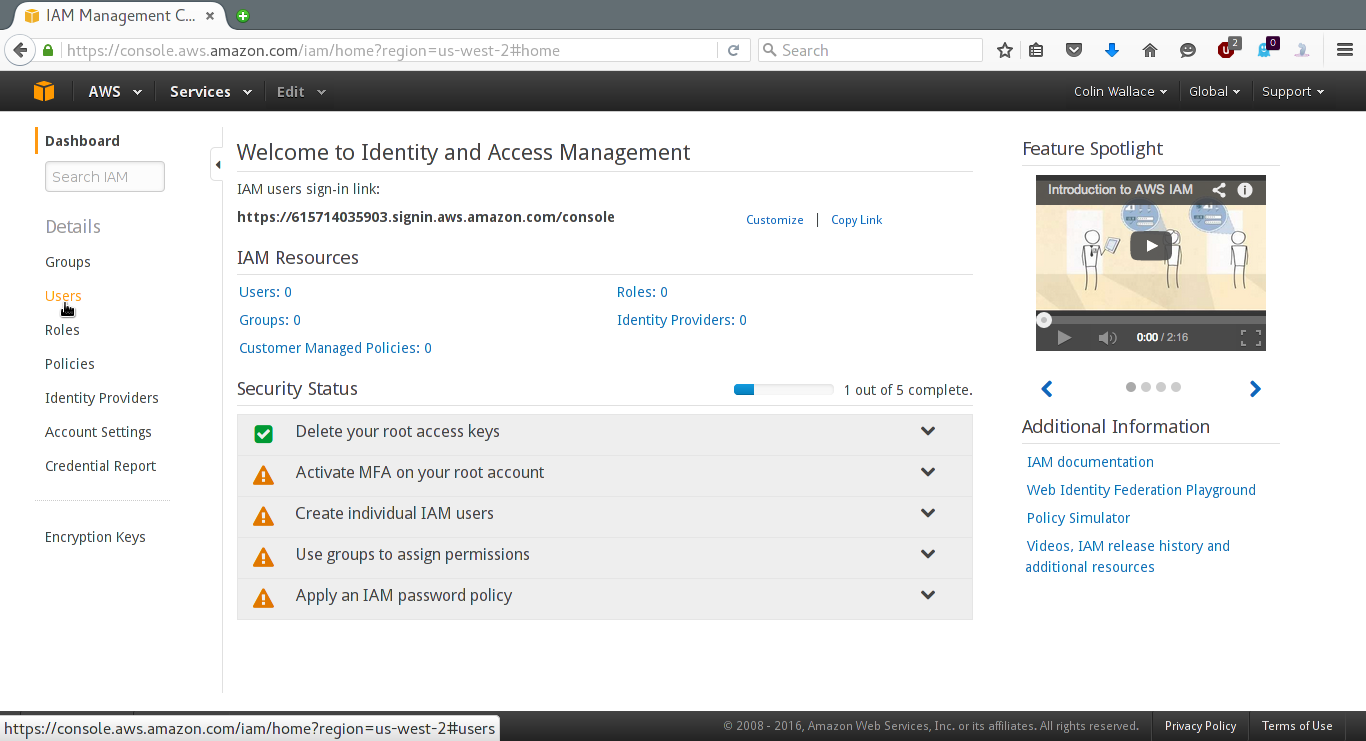 IAM Management C...
https://console.aws.amazon.com/iam/home?region=us-west-2#home
Search
2
0
AWS
Services
Edit
Colin Wallace
Global
Support
Dashboard
Search IAM
Details
Groups
Users
Roles
Policies
Identity Providers
Account Settings
Credential Report
Encryption Keys
Welcome to Identity and Access Management
IAM users sign-in link:
https://615714035903.signin.aws.amazon.com/console
Customize | Copy Link
IAM Resources
Users: 0
Roles: 0
Groups: 0
Identity Providers: 0
Customer Managed Policies: 0
Security Status
1 out of 5 complete.
Delete your root access keys
Activate MFA on your root account
Create individual IAM users
Use groups to assign permissions
Apply an IAM password policy
Feature Spotlight
Introduction to AWS IAM
0:00 / 2:16
Additional Information
IAM documentation
Web Identity Federation Playground
Policy Simulator
Videos, IAM release history and
additional resources
https://console.aws.amazon.com/iam/home?region=us-west-2#users
© 2008 - 2016, Amazon Web Services, Inc. or its affiliates. All rights reserved.
Privacy Policy
Terms of Use